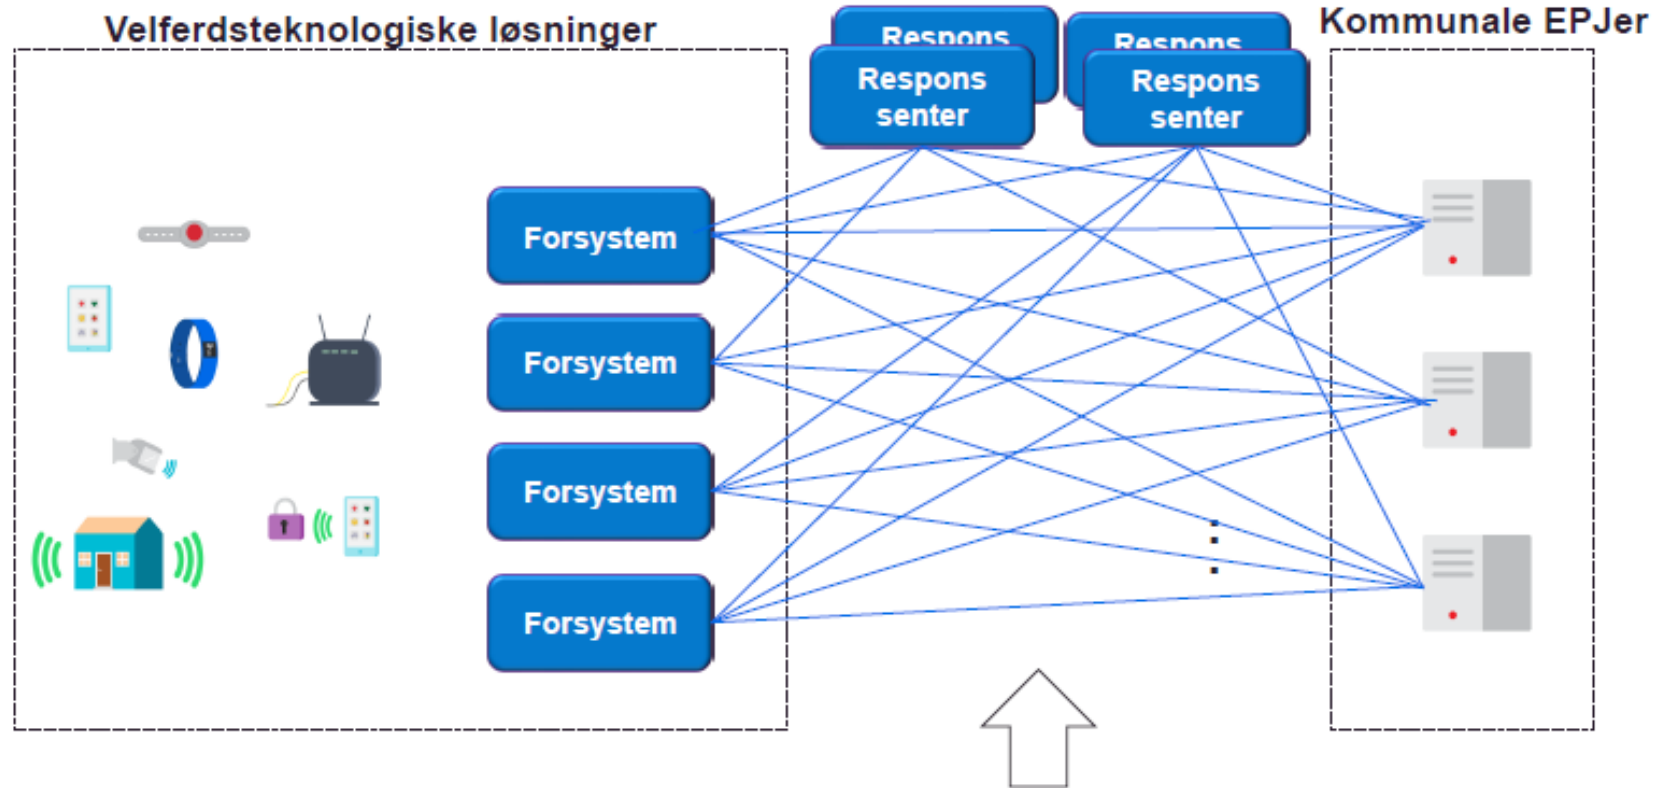 Velferdsteknologiske løsninger
Respons
Respons
Kommunale EPJer
Respons
senter
Respons
senter
Forsystem
Forsystem
Forsystem
Forsystem